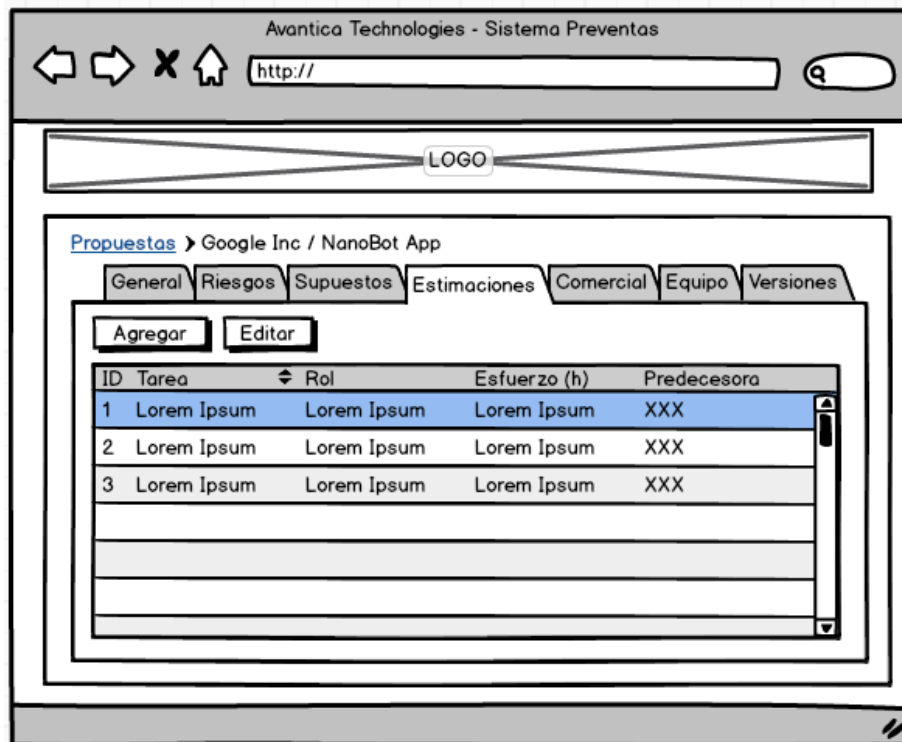 Avantica Technologies - Sistema Preventas
http://
LOGO
Propuestas > Google Inc / NanoBot App
General Riesgos Supuestos Estimaciones Comercial Equipo Versiones
Agregar Editar
ID Tarea Rol Esfuerzo (h) Predecesora
1 Lorem Ipsum Lorem Ipsum Lorem Ipsum XXX
2 Lorem Ipsum Lorem Ipsum Lorem Ipsum XXX
3 Lorem Ipsum Lorem Ipsum Lorem Ipsum XXX